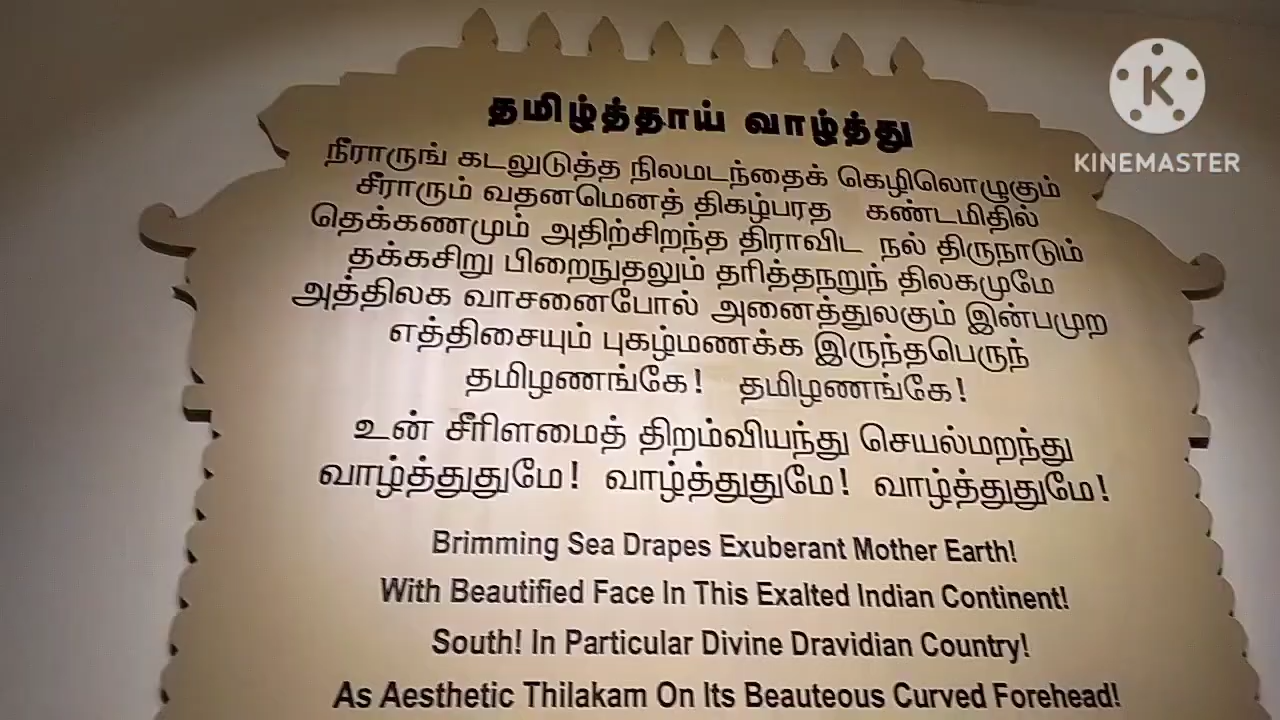 தமிழ்த்தாய் வாழ்த்து
நீராருங் கடலுடுத்த நிலமடந்தைக் கெழிலொழுகும்
சீராரும் வதனமெனத் திகழ்பரத கண்டமிதில்
தெக்கணமும் அதிற்சிறந்த திராவிட நல் திருநாடும்
தக்கசிறு பிறைநுதலும் தரித்தநறுந் திலகமுமே
அத்திலக வாசனைபோல் அனைத்துலகும் இன்பமுற
எத்திசையும் புகழ்மணக்க இருந்தபெருந்
தமிழணங்கே! தமிழணங்கே!
உன் சீரிளமைத் திறம்வியந்து செயல்மறந்து
வாழ்த்துதுமே! வாழ்த்துதுமே! வாழ்த்துதுமே!
Brimming Sea Drapes Exuberant Mother Earth!
With Beautified Face In This Exalted Indian Continent!
South! In Particular Divine Dravidian Country!
As Aesthetic Thilakam On Its Beauteous Curved Forehead!
K
KINEMASTER